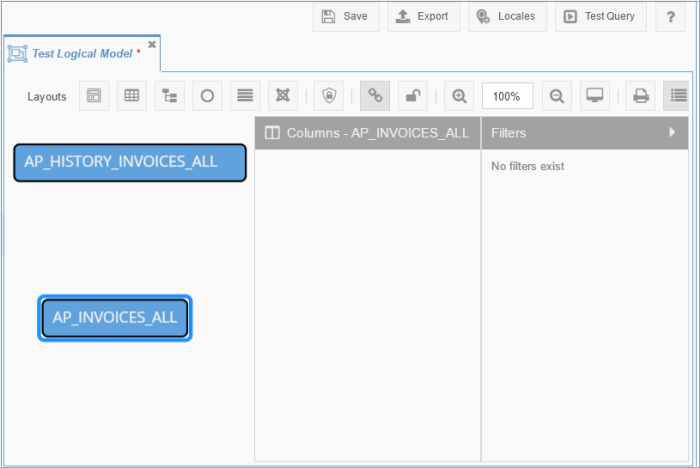 Save
Export
Locales
Test Query
?
Test Logical Model *
Layouts
100%
Columns - AP_INVOICES_ALL
Filters
AP_HISTORY_INVOICES_ALL
No filters exist
AP_INVOICES_ALL